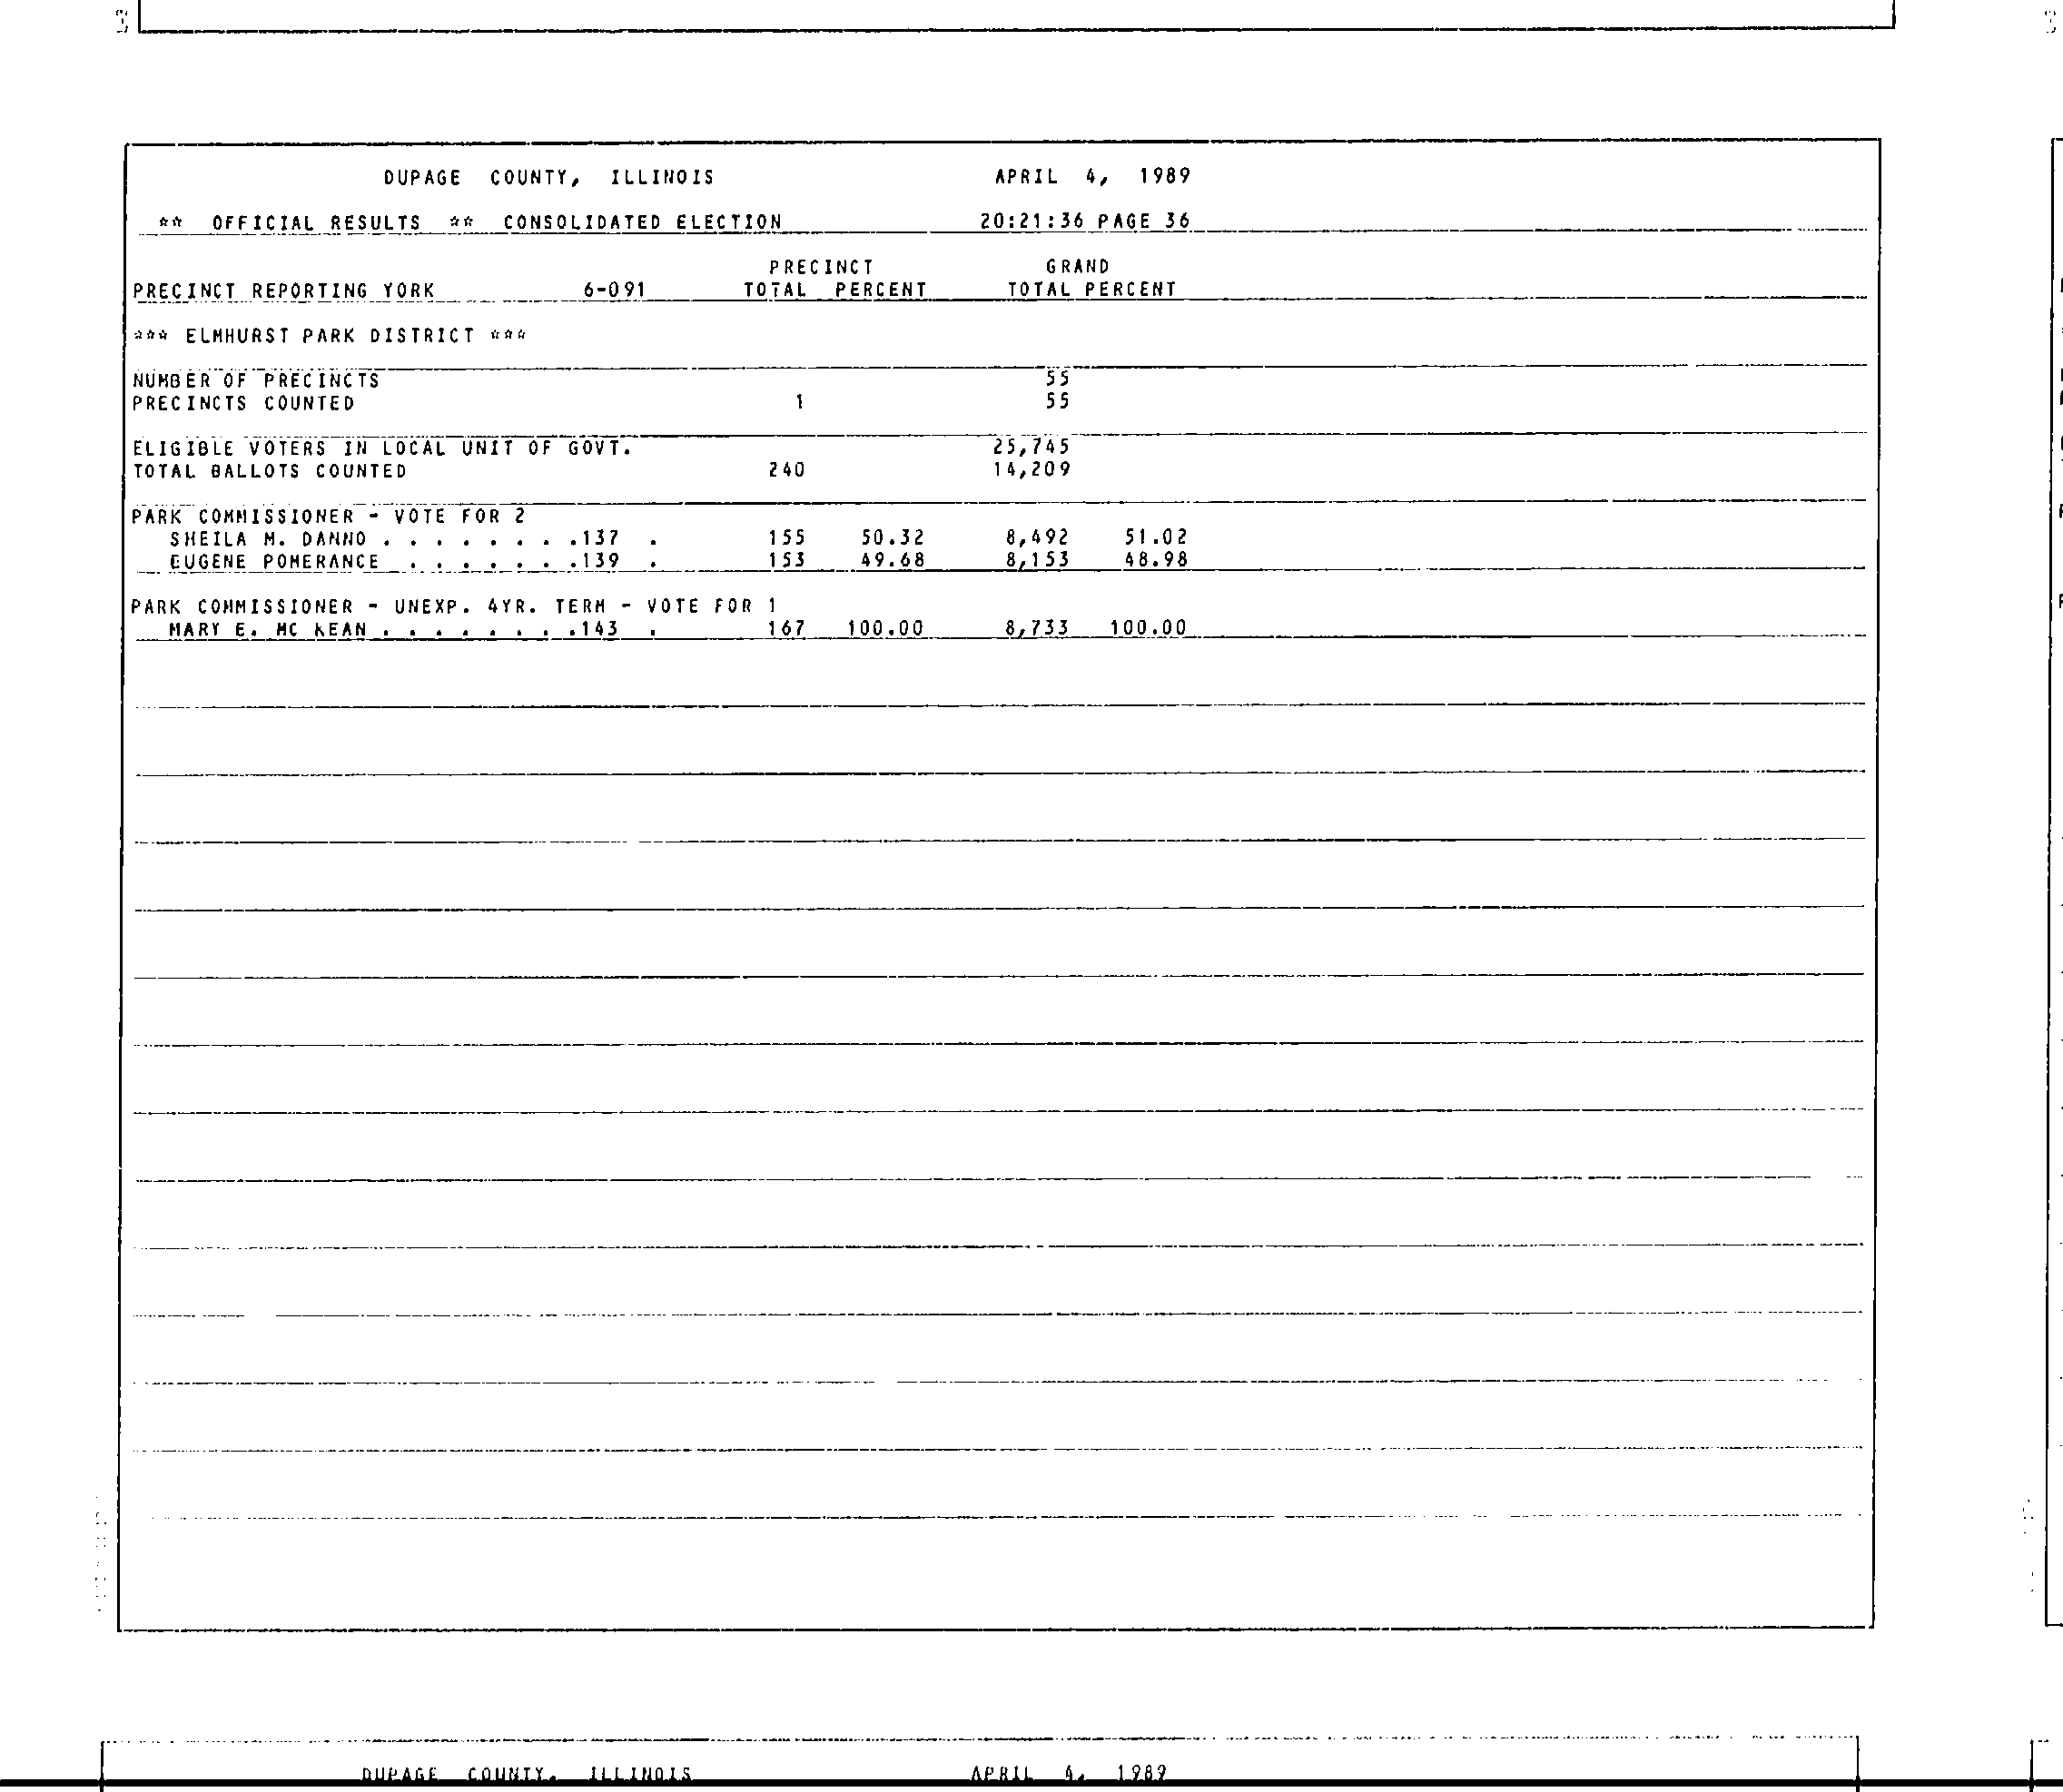 DUPAGE COUNTY, ILLINOIS APRIL 4, 1989
** OFFICIAL RESULTS ** CONSOLIDATED ELECTION 20:21:36 PAGE 36
PRECINCT GRAND
PRECINCT REPORTING YORK 6-091 TOTAL PERCENT TOTAL PERCENT
*** ELMHURST PARK DISTRICT ***
NUMBER OF PRECINCTS 55
PRECINCTS COUNTED 1 55
ELIGIBLE VOTERS IN LOCAL UNIT OF GOVT. 25,745
TOTAL BALLOTS COUNTED 240 14,209
PARK COMMISSIONER - VOTE FOR 2
SHEILA M. DANNO . . . . . . . .137 . 155 50.32 8,492 51.02
EUGENE POMERANCE . . . . . . .139 . 153 49.68 8,153 48.98
PARK COMMISSIONER - UNEXP. 4YR. TERM - VOTE FOR 1
MARY E. MC KEAN . . . . . . . .143 . 167 100.00 8,733 100.00
DUPAGE COUNTY, ILLINOIS APRIL 4, 1989